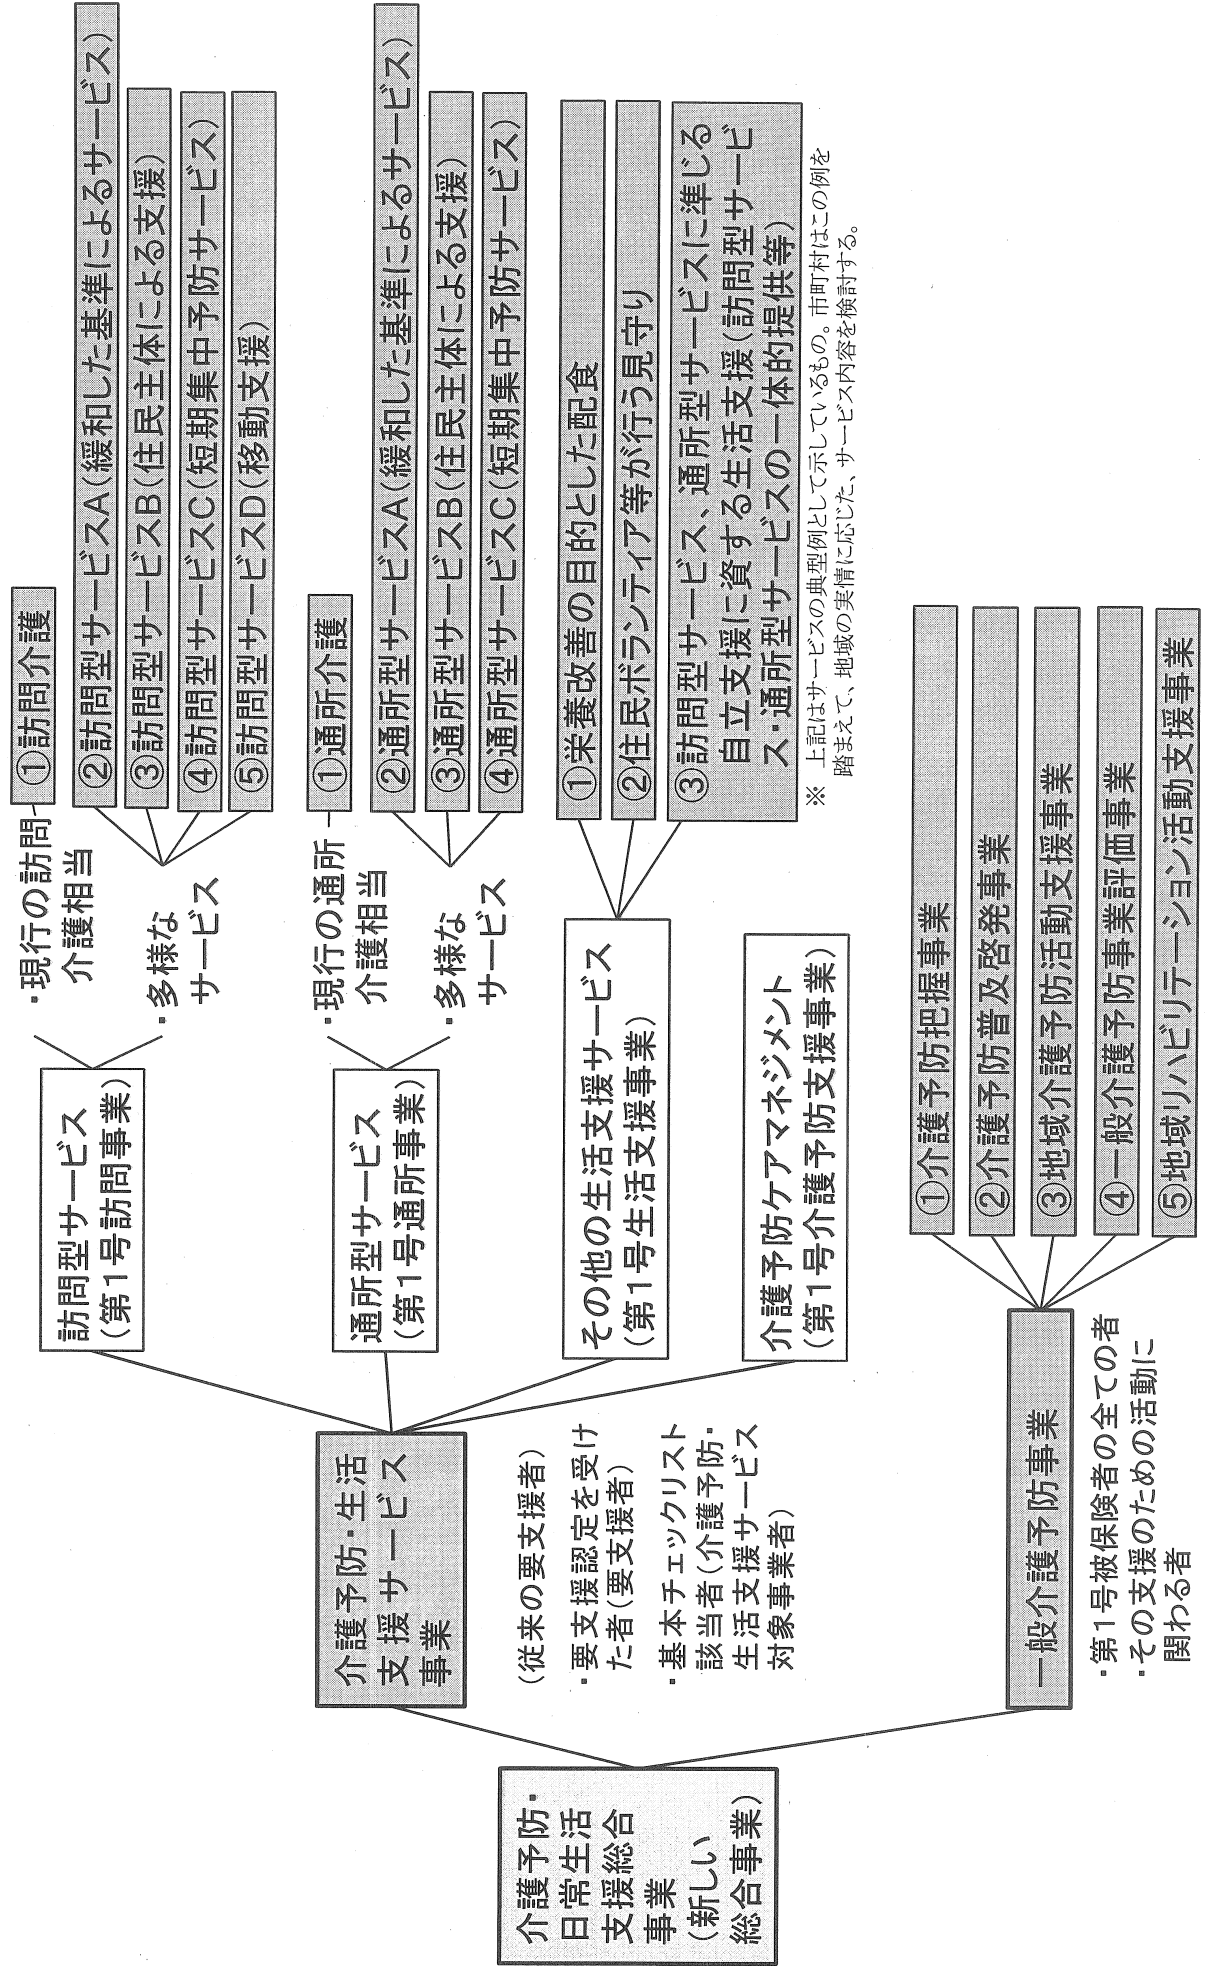 介護予防・
日常生活
支援総合
事業
（新しい
総合事業）
介護予防・生活
支援サービス
事業
（従来の要支援者）
・要支援認定を受け
た者（要支援者）
・基本チェックリスト
該当者（介護予防・
生活支援サービス
対象事業者）
訪問型サービス
（第１号訪問事業）
・現行の訪問
介護相当
①訪問介護
・多様な
サービス
②訪問型サービスＡ（緩和した基準によるサービス）
③訪問型サービスＢ（住民主体による支援）
④訪問型サービスＣ（短期集中予防サービス）
⑤訪問型サービスＤ（移動支援）
通所型サービス
（第１号通所事業）
・現行の通所
介護相当
①通所介護
・多様な
サービス
②通所型サービスＡ（緩和した基準によるサービス）
③通所型サービスＢ（住民主体による支援）
④通所型サービスＣ（短期集中予防サービス）
その他の生活支援サービス
（第１号生活支援事業）
①栄養改善の目的とした配食
②住民ボランティア等が行う見守り
③訪問型サービス、通所型サービスに準じる
自立支援に資する生活支援（訪問型サービ
ス・通所型サービスの一体的提供等）
※　上記はサービスの典型例として示しているもの。市町村はこの例を
踏まえて、地域の実情に応じた、サービス内容を検討する。
介護予防ケアマネジメント
（第１号介護予防支援事業）
一般介護予防事業
・第１号被保険者の全ての者
・その支援のための活動に
関わる者
①介護予防把握事業
②介護予防普及啓発事業
③地域介護予防活動支援事業
④一般介護予防事業評価事業
⑤地域リハビリテーション活動支援事業